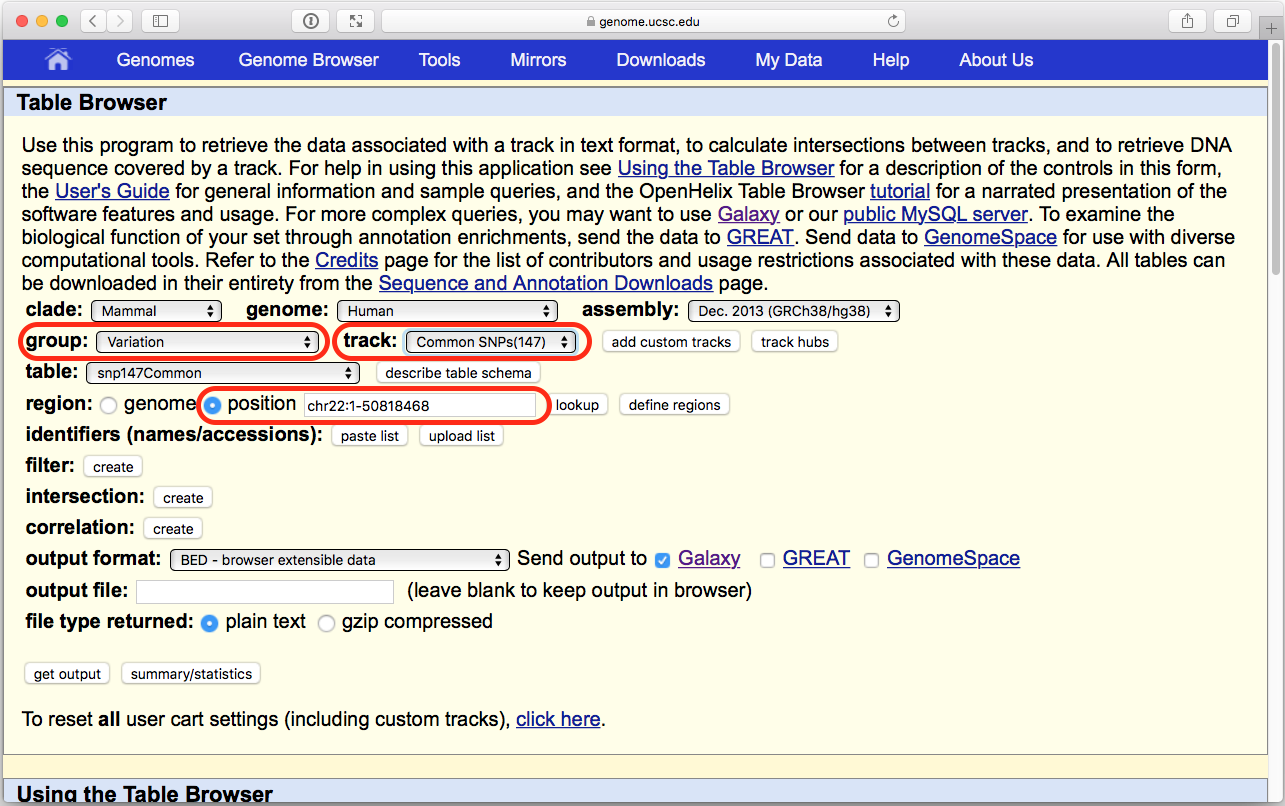 genome.ucsc.edu
Genomes Genome Browser Tools Mirrors Downloads My Data Help About Us
Table Browser
Use this program to retrieve the data associated with a track in text format, to calculate intersections between tracks, and to retrieve DNA
sequence covered by a track. For help in using this application see Using the Table Browser for a description of the controls in this form,
the User's Guide for general information and sample queries, and the OpenHelix Table Browser tutorial for a narrated presentation of the
software features and usage. For more complex queries, you may want to use Galaxy or our public MySQL server. To examine the
biological function of your set through annotation enrichments, send the data to GREAT. Send data to GenomeSpace for use with diverse
computational tools. Refer to the Credits page for the list of contributors and usage restrictions associated with these data. All tables can
be downloaded in their entirety from the Sequence and Annotation Downloads page.
clade: Mammal genome: Human assembly: Dec. 2013 (GRCh38/hg38)
group: Variation track: Common SNPs(147) add custom tracks track hubs
table: snp147Common describe table schema
region: genome position chr22:1-50818468 lookup define regions
identifiers (names/accessions): paste list upload list
filter: create
intersection: create
correlation: create
output format: BED - browser extensible data Send output to Galaxy GREAT GenomeSpace
output file: (leave blank to keep output in browser)
file type returned: plain text gzip compressed
get output summary/statistics
To reset all user cart settings (including custom tracks), click here.
Using the Table Browser